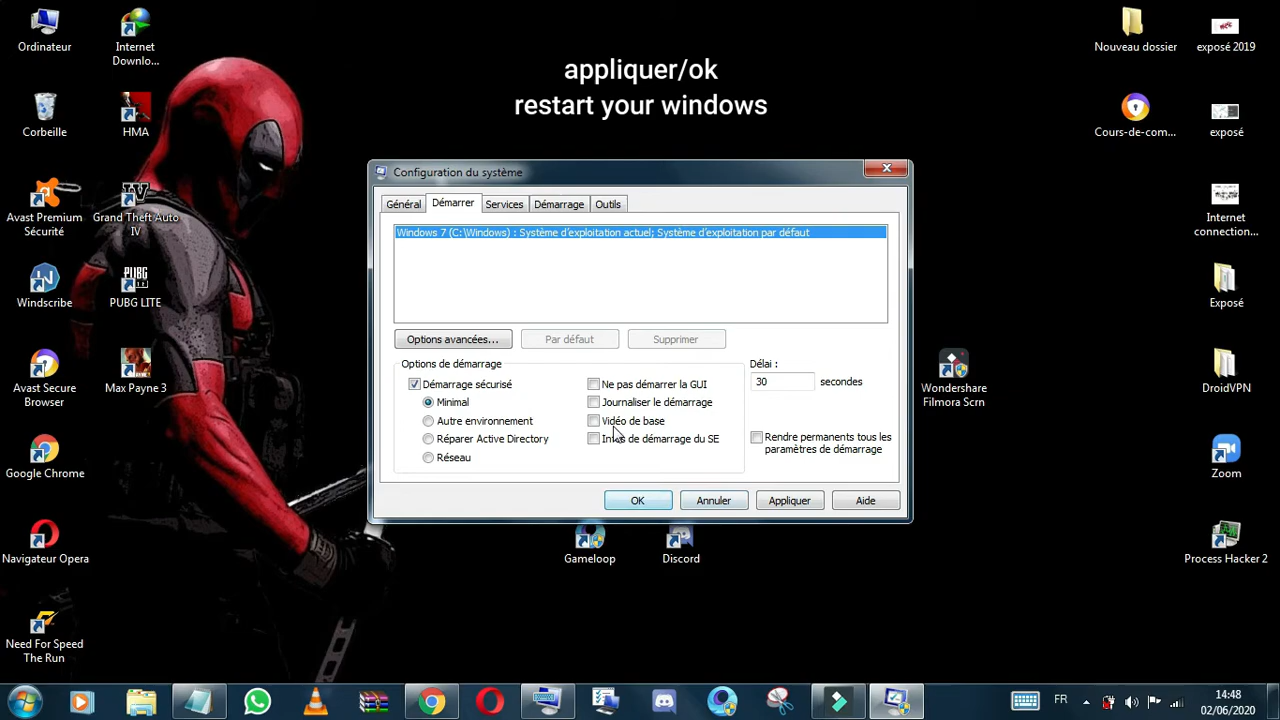 Ordinateur
Internet
Downlo...
Nouveau dossier
exposé 2019
appliquer/ok
restart your windows
Corbeille
HMA
Cours-de-com...
exposé
Configuration du système
Général
Démarrer
Services
Démarrage
Outils
Avast Premium
Sécurité
Grand Theft Auto
IV
IV
Internet
connection...
Windows 7 (C:\Windows) : Système d'exploitation actuel; Système d'exploitation par défaut
Windscribe
PUBG
LITE
PUBG LITE
Exposé
Options avancées...
Par défaut
Supprimer
Options de démarrage
Délai :
Démarrage sécurisé
Ne pas démarrer la GUI
30
secondes
Minimal
Journaliser le démarrage
Autre environnement
Vidéo de base
Réparer Active Directory
de démarrage du SE
Réseau
Rendre permanents tous les
paramètres de démarrage
Avast Secure
Browser
Max Payne 3
Wondershare
Filmora Scrn
DroidVPN
Google Chrome
Zoom
OK
Annuler
Appliquer
Aide
Navigateur Opera
Gameloop
Discord
Process Hacker 2
Need For Speed
The Run
FR
14:48
02/06/2020